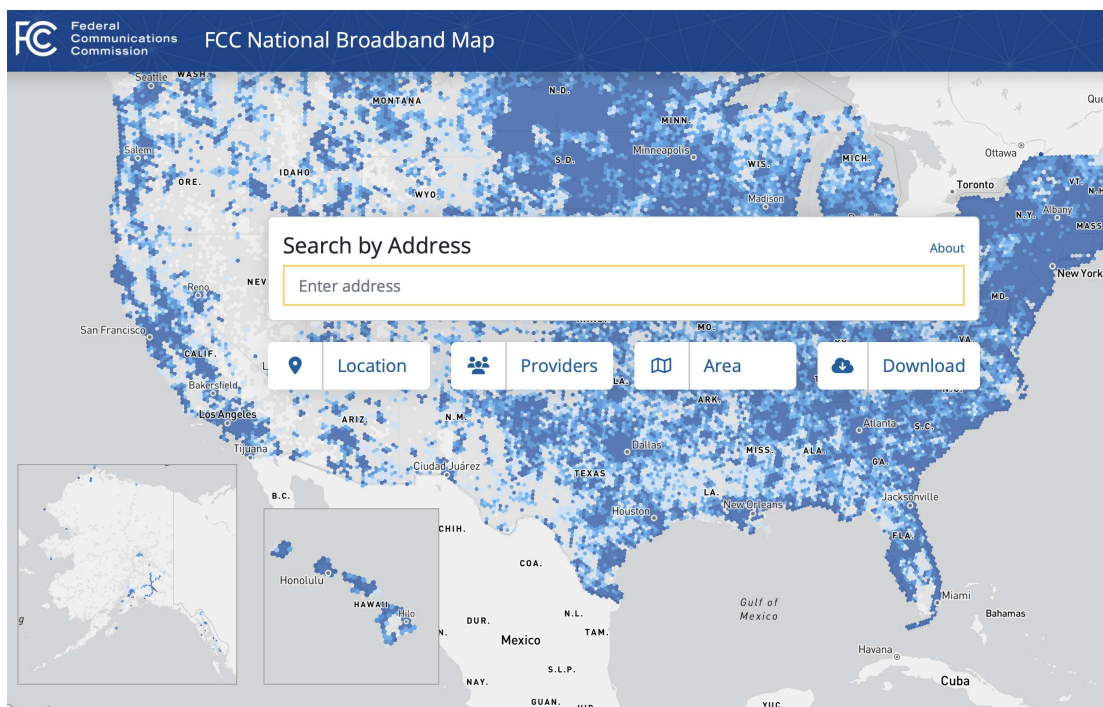 FCC
Federal
Communications
Commission
FCC National Broadband Map
Seattle
WASH.
MONTANA
N.D.
MINN.
Que
Salem
ORE.
IDAHO
WYO.
S.D.
Minneapolis
WIS.
Madison
MICH.
Ottawa
Toronto
VT.
N.H
N.Y.
Albany
MASS
Search by Address
About
Enter address
Reno
NEV
New York
MD.
San Francisco
CALIF.
MO.
VA.
Location
Providers
Area
Download
Bakersfield
Los Angeles
LA.
ARK.
N.C.
ARIZ.
N.M.
Atlanta
S.C.
Tijuana
Ciudad Juárez
Dallas
TEXAS
MISS.
ALA.
GA.
B.C.
LA.
Houston
New Orleans
Jacksonville
CHIH.
FLA.
COA.
Honolulu
HAWAII
Hilo
Gulf of
Mexico
Miami
Bahamas
N.L.
DUR.
TAM.
Mexico
Havana
S.L.P.
Cuba
NAY.
GUAN.
YUC.